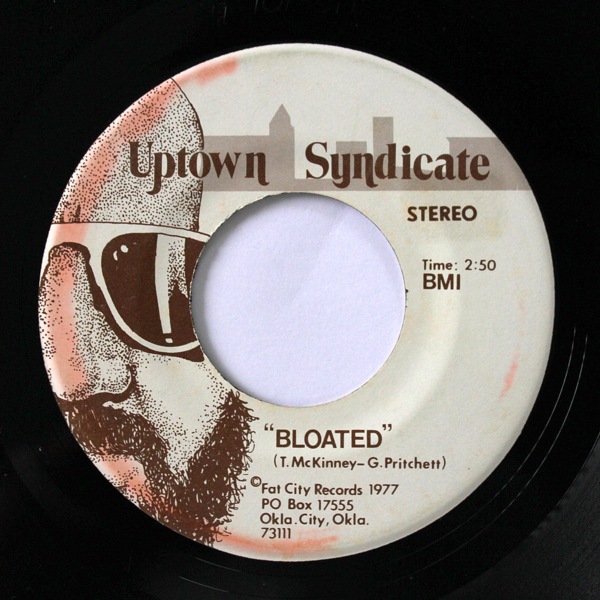 Uptown Syndicate
STEREO
Time: 2:50
BMI
“BLOATED”
(T. McKinney–G. Pritchett)
©Fat City Records 1977
PO Box 17555
Okla. City, Okla.
73111